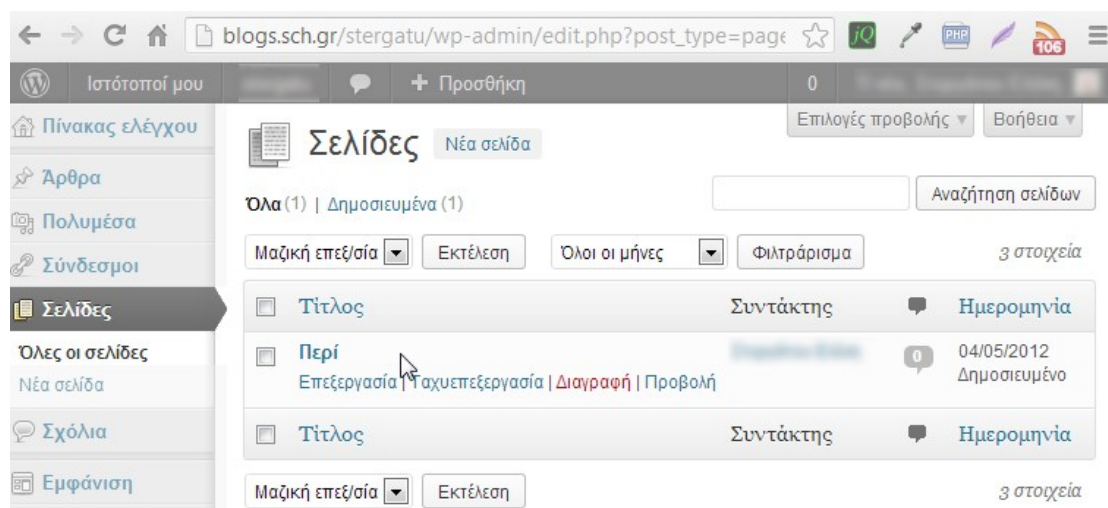 blogs.sch.gr/stergatu/wp-admin/edit.php?post_type=page
jQ
PHP
106
Ιστότοποί μου
Προσθήκη
0
Πίνακας ελέγχου
Σελίδες Νέα σελίδα
Επιλογές προβολής
Βοήθεια
Άρθρα
Πολυμέσα
Σύνδεσμοι
Σελίδες
Όλες οι σελίδες
Νέα σελίδα
Σχόλια
Εμφάνιση
Όλα (1) | Δημοσιευμένα (1)
Αναζήτηση σελίδων
Μαζική επεξ/σία Εκτέλεση Όλοι οι μήνες Φιλτράρισμα 3 στοιχεία
Τίτλος Συντάκτης Ημερομηνία
Περί 0 04/05/2012
Επεξεργασία | Ταχυεπεξεργασία | Διαγραφή | Προβολή Δημοσιευμένο
Τίτλος Συντάκτης Ημερομηνία
Μαζική επεξ/σία Εκτέλεση 3 στοιχεία